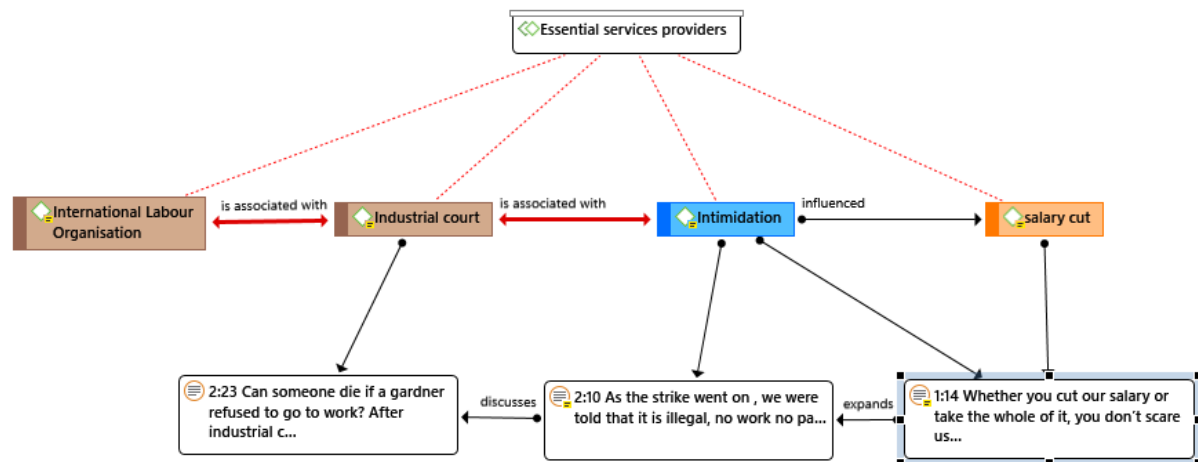 Essential services providers
International Labour
Organisation
is associated with
Industrial court
is associated with
Intimidation
influenced
salary cut
2:23 Can someone die if a gardner
refused to go to work? After
industrial c...
discusses
2:10 As the strike went on , we were
told that it is illegal, no work no pa...
expands
1:14 Whether you cut our salary or
take the whole of it, you don't scare
us...